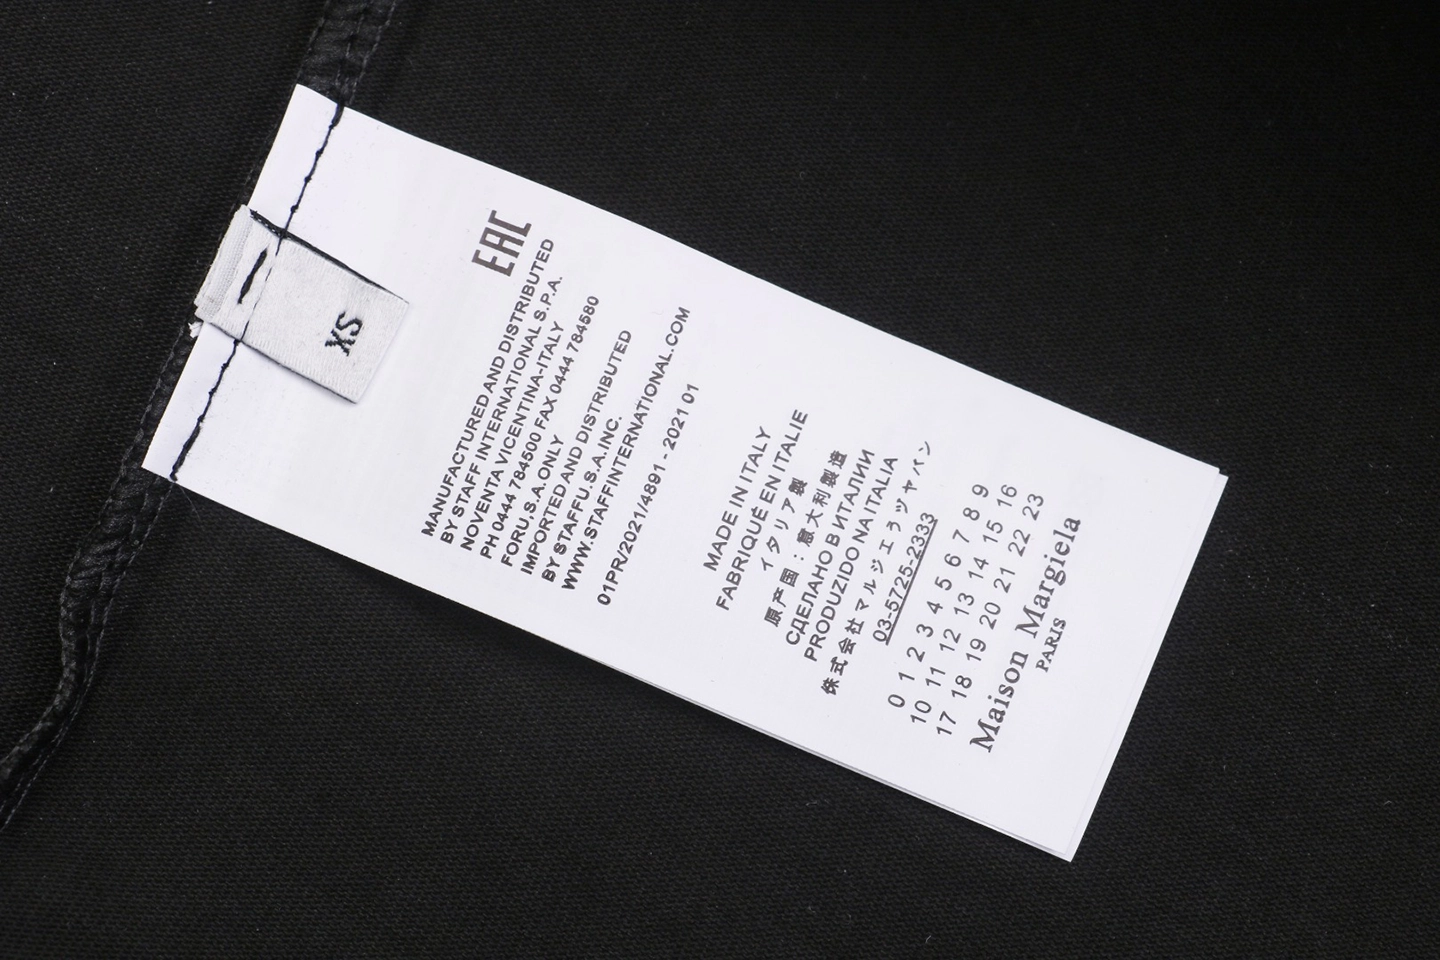 XS
EAC
MANUFACTURED AND DISTRIBUTED
BY STAFF INTERNATIONAL S.P.A.
NOVENTA VICENTINA-ITALY
PH 0444 784500 FAX 0444 784580
FORU,S.A.ONLY
IMPORTED AND DISTRIBUTED
BY STAFFU.S.A.INC.
WWW.STAFFINTERNATIONAL.COM
01PR/2021/4891 - 2021 01
MADE IN ITALY
FABRIQUÉ EN ITALIE
イタリア製
原产国：意大利製造
СДЕЛАНО В ИТАЛИИ
PRODUZIDO NA ITALIA
株式会社マルジエラヅヤパン
03-5725-2333
0 1 2 3 4 5 6 7 8 9
10 11 12 13 14 15 16
17 18 19 20 21 22 23
Maison Margiela
PARIS